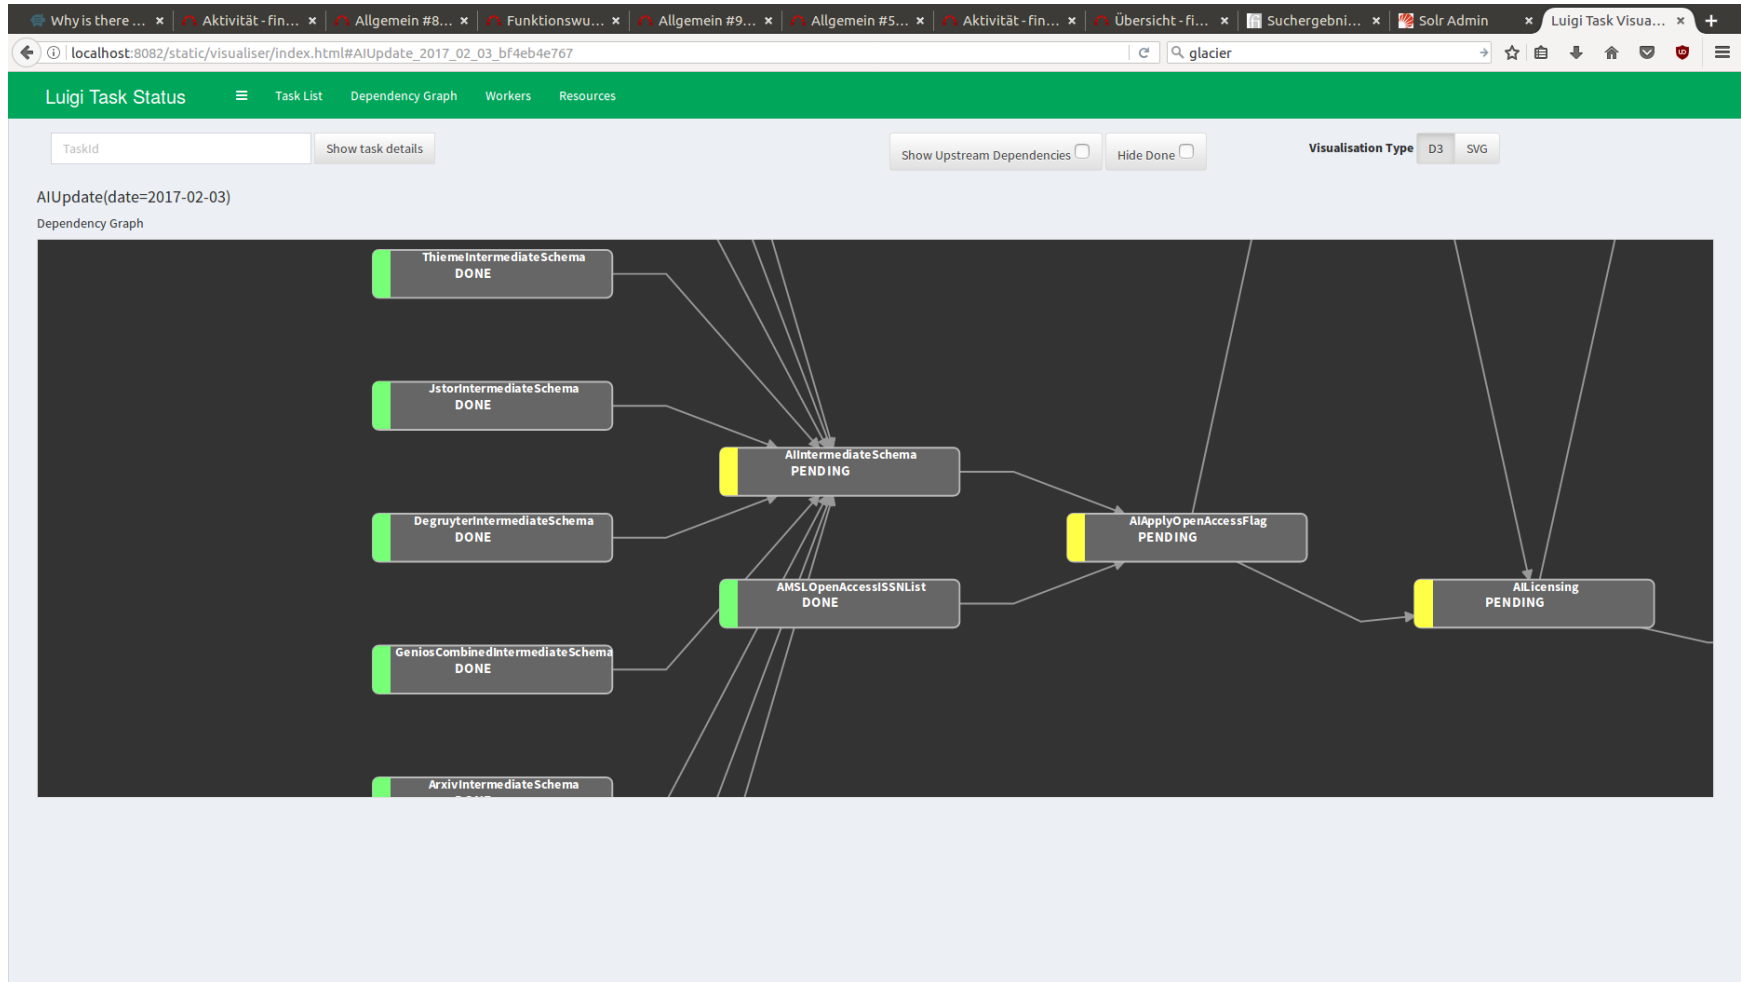 Why is there ...
Aktivität - fin...
Allgemein #8...
Funktionswu...
Allgemein #9...
Allgemein #5...
Aktivität - fin...
Übersicht - fi...
Suchergebni...
Solr Admin
Luigi Task Visua...
localhost:8082/static/visualiser/index.html#AIUpdate_2017_02_03_bf4eb4e767
glacier
Luigi Task Status
Task List
Dependency Graph
Workers
Resources
TaskId
Show task details
Show Upstream Dependencies
Hide Done
Visualisation Type
D3
SVG
AIUpdate(date=2017-02-03)
Dependency Graph
ThiemeIntermediateSchema
DONE
JstorIntermediateSchema
DONE
AIIntermediateSchema
PENDING
DegruyterIntermediateSchema
DONE
AIApplyOpenAccessFlag
PENDING
AMSLOpenAccessISSNList
DONE
AILicensing
PENDING
GeniosCombinedIntermediateSchema
DONE
ArxivIntermediateSchema